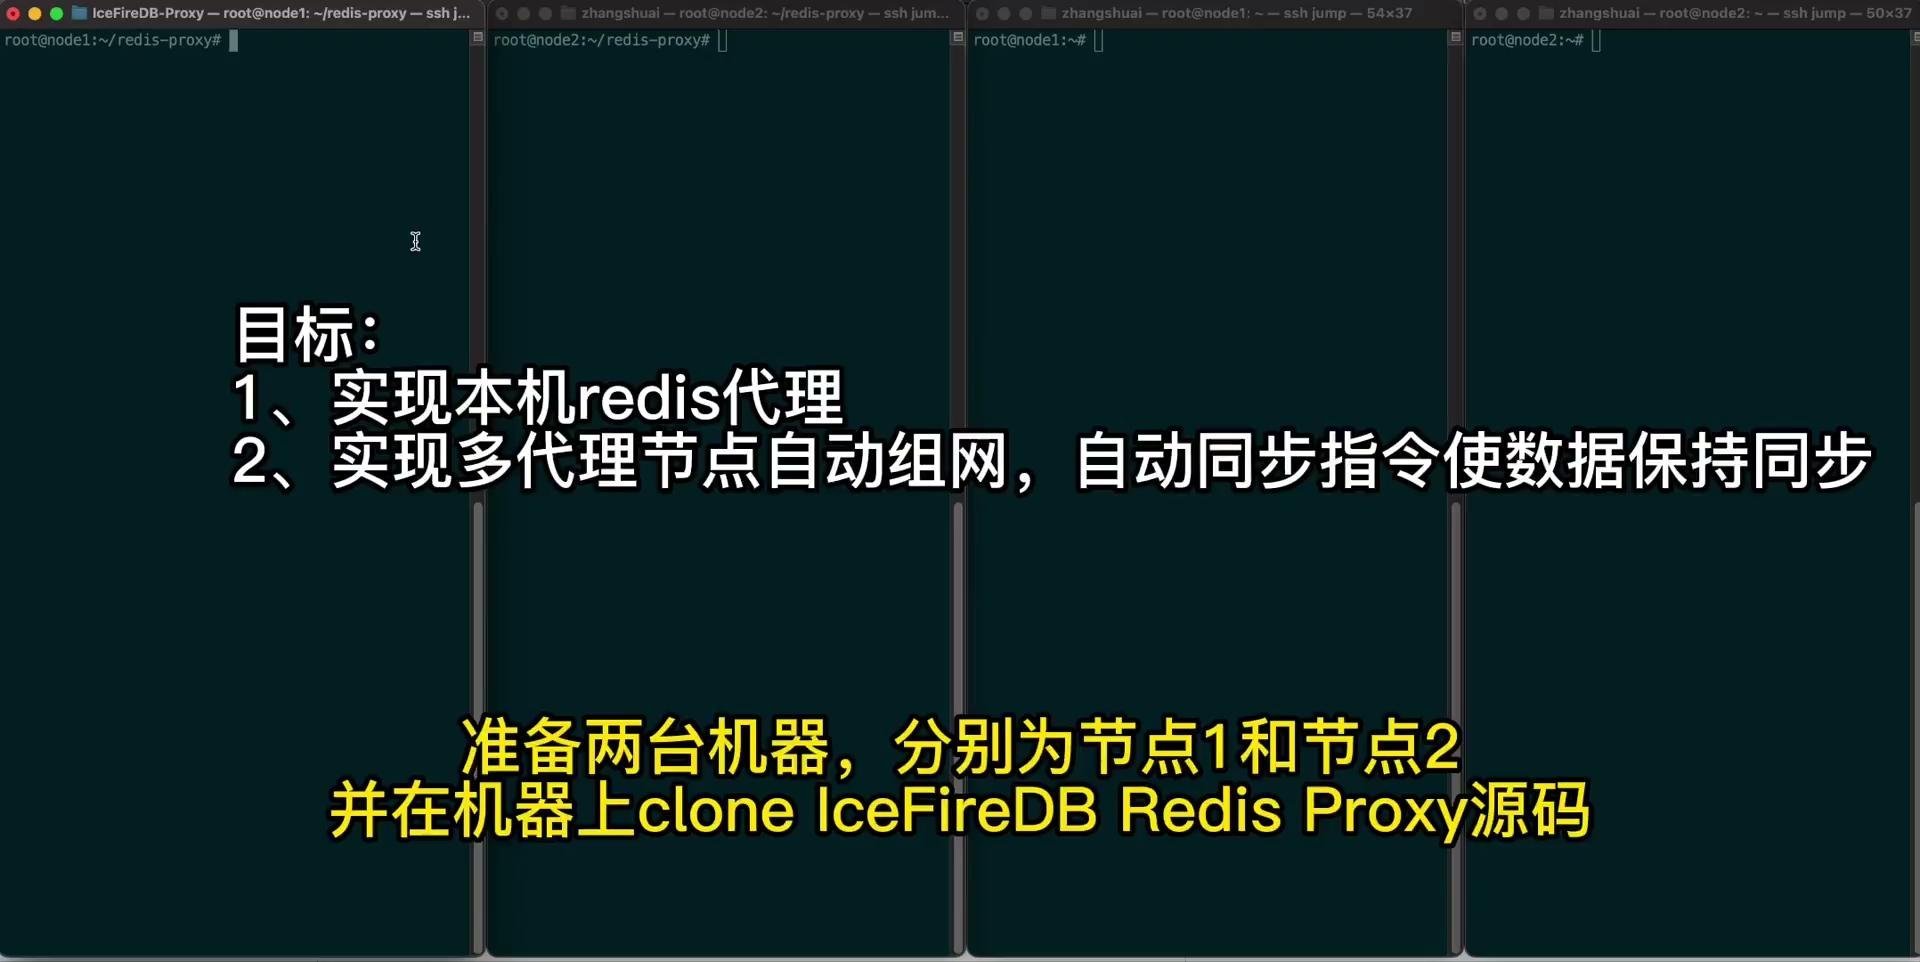 IceFireDB-Proxy — root@node1: ~/redis-proxy — ssh j...
zhangshuai — root@node2: ~/redis-proxy — ssh jum...
zhangshuai — root@node1: ~ — ssh jump — 54×37
zhangshuai — root@node2: ~ — ssh jump — 50×37
root@node1:~/redis-proxy#
root@node2:~/redis-proxy#
root@node1:~#
root@node2:~#
目标：
1、实现本机redis代理
2、实现多代理节点自动组网，自动同步指令使数据保持同步
准备两台机器，分别为节点1和节点2
并在机器上clone IceFireDB Redis Proxy源码